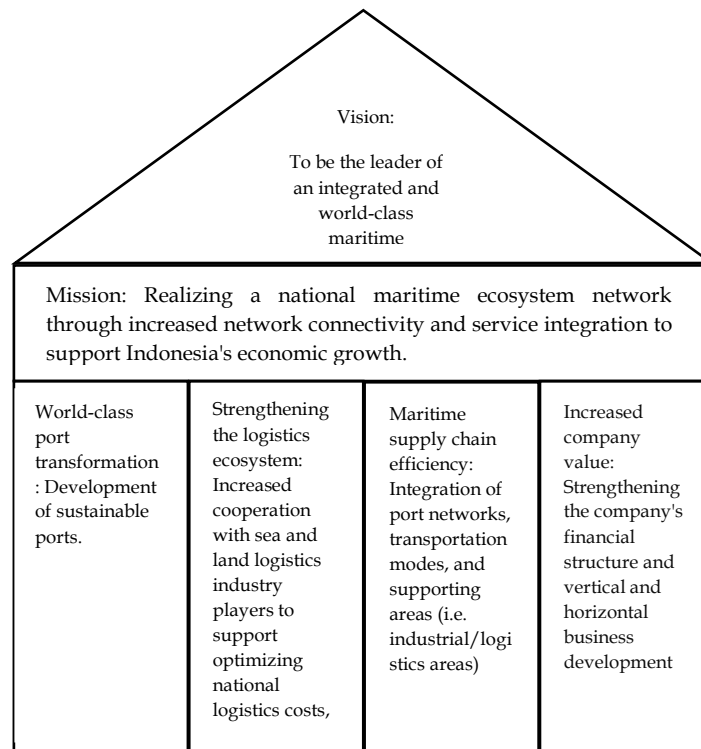 Vision:
To be the leader of
an integrated and
world-class
maritime
Mission: Realizing a national maritime ecosystem network
through increased network connectivity and service integration to
support Indonesia's economic growth.
World-class
port
transformation
: Development
of sustainable
ports.
Strengthening
the logistics
ecosystem:
Increased
cooperation
with sea and
land logistics
industry
players to
support
optimizing
national
logistics costs,
Maritime
supply chain
efficiency:
Integration of
port networks,
transportation
modes, and
supporting
areas (i.e.
industrial/logi
stics areas)
Increased
company
value:
Strengthening
the company's
financial
structure and
vertical and
horizontal
business
development